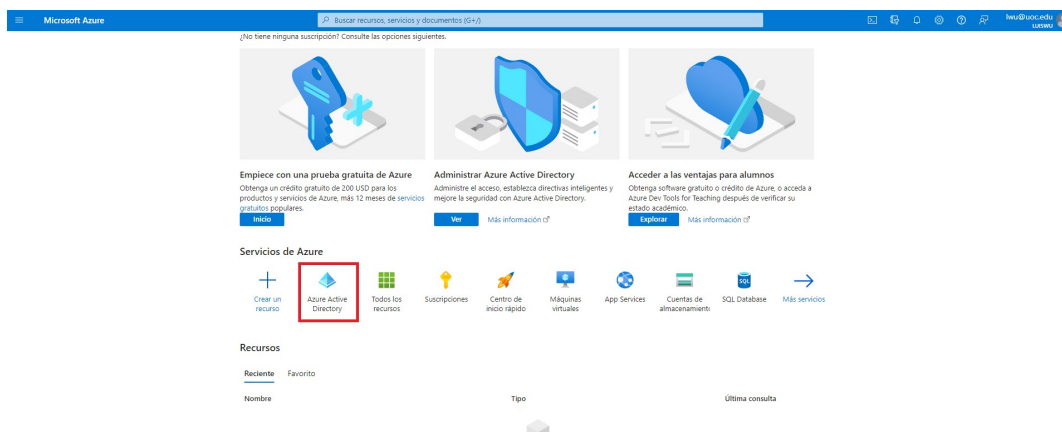 Microsoft Azure
Buscar recursos, servicios y documentos (G+/)
lwu@uoc.edu
LUISWU
¿No tiene ninguna suscripción? Consulte las opciones siguientes.
Empiece con una prueba gratuita de Azure
Obtenga un crédito gratuito de 200 USD para los
productos y servicios de Azure, más 12 meses de servicios
gratuitos populares.
Inicio
Administrar Azure Active Directory
Administre el acceso, establezca directivas inteligentes y
mejore la seguridad con Azure Active Directory.
Ver
Más información
Acceder a las ventajas para alumnos
Obtenga software gratuito o crédito de Azure, o acceda a
Azure Dev Tools for Teaching después de verificar su
estado académico.
Explorar
Más información
Servicios de Azure
Crear un
recurso
Azure Active
Directory
Todos los
recursos
Suscripciones
Centro de
inicio rápido
Máquinas
virtuales
App Services
Cuentas de
almacenamiento
SQL
SQL Database
Más servicios
Recursos
Reciente
Favorito
Nombre
Tipo
Última consulta